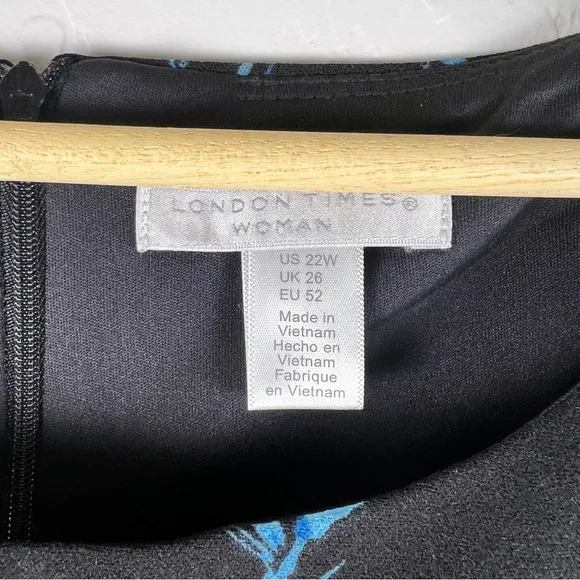 LONDON TIMES®
WOMAN
US 22W
UK 26
EU 52
Made in
Vietnam
Hecho en
Vietnam
Fabrique
en Vietnam